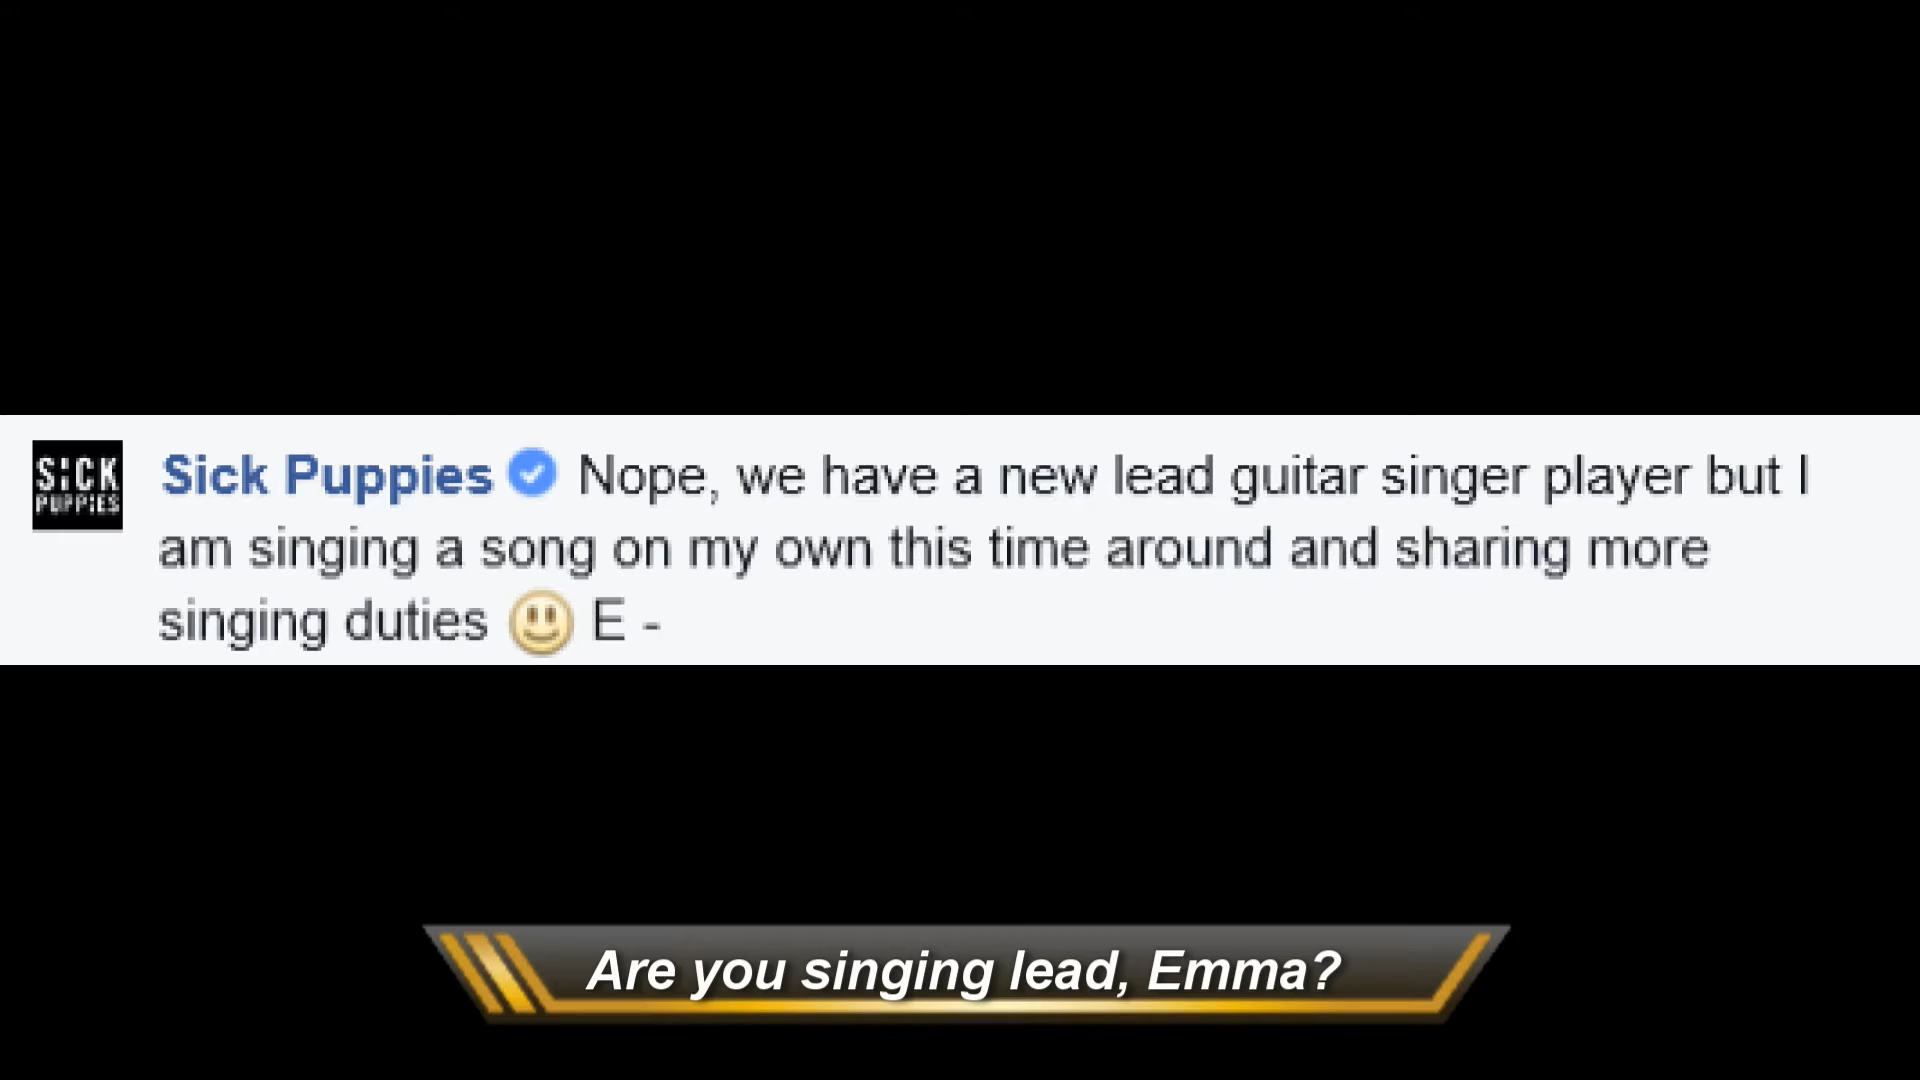 SICK
PUPPIES
Sick Puppies Nope, we have a new lead guitar singer player but I
am singing a song on my own this time around and sharing more
singing duties 🙂 E -
Are you singing lead, Emma?